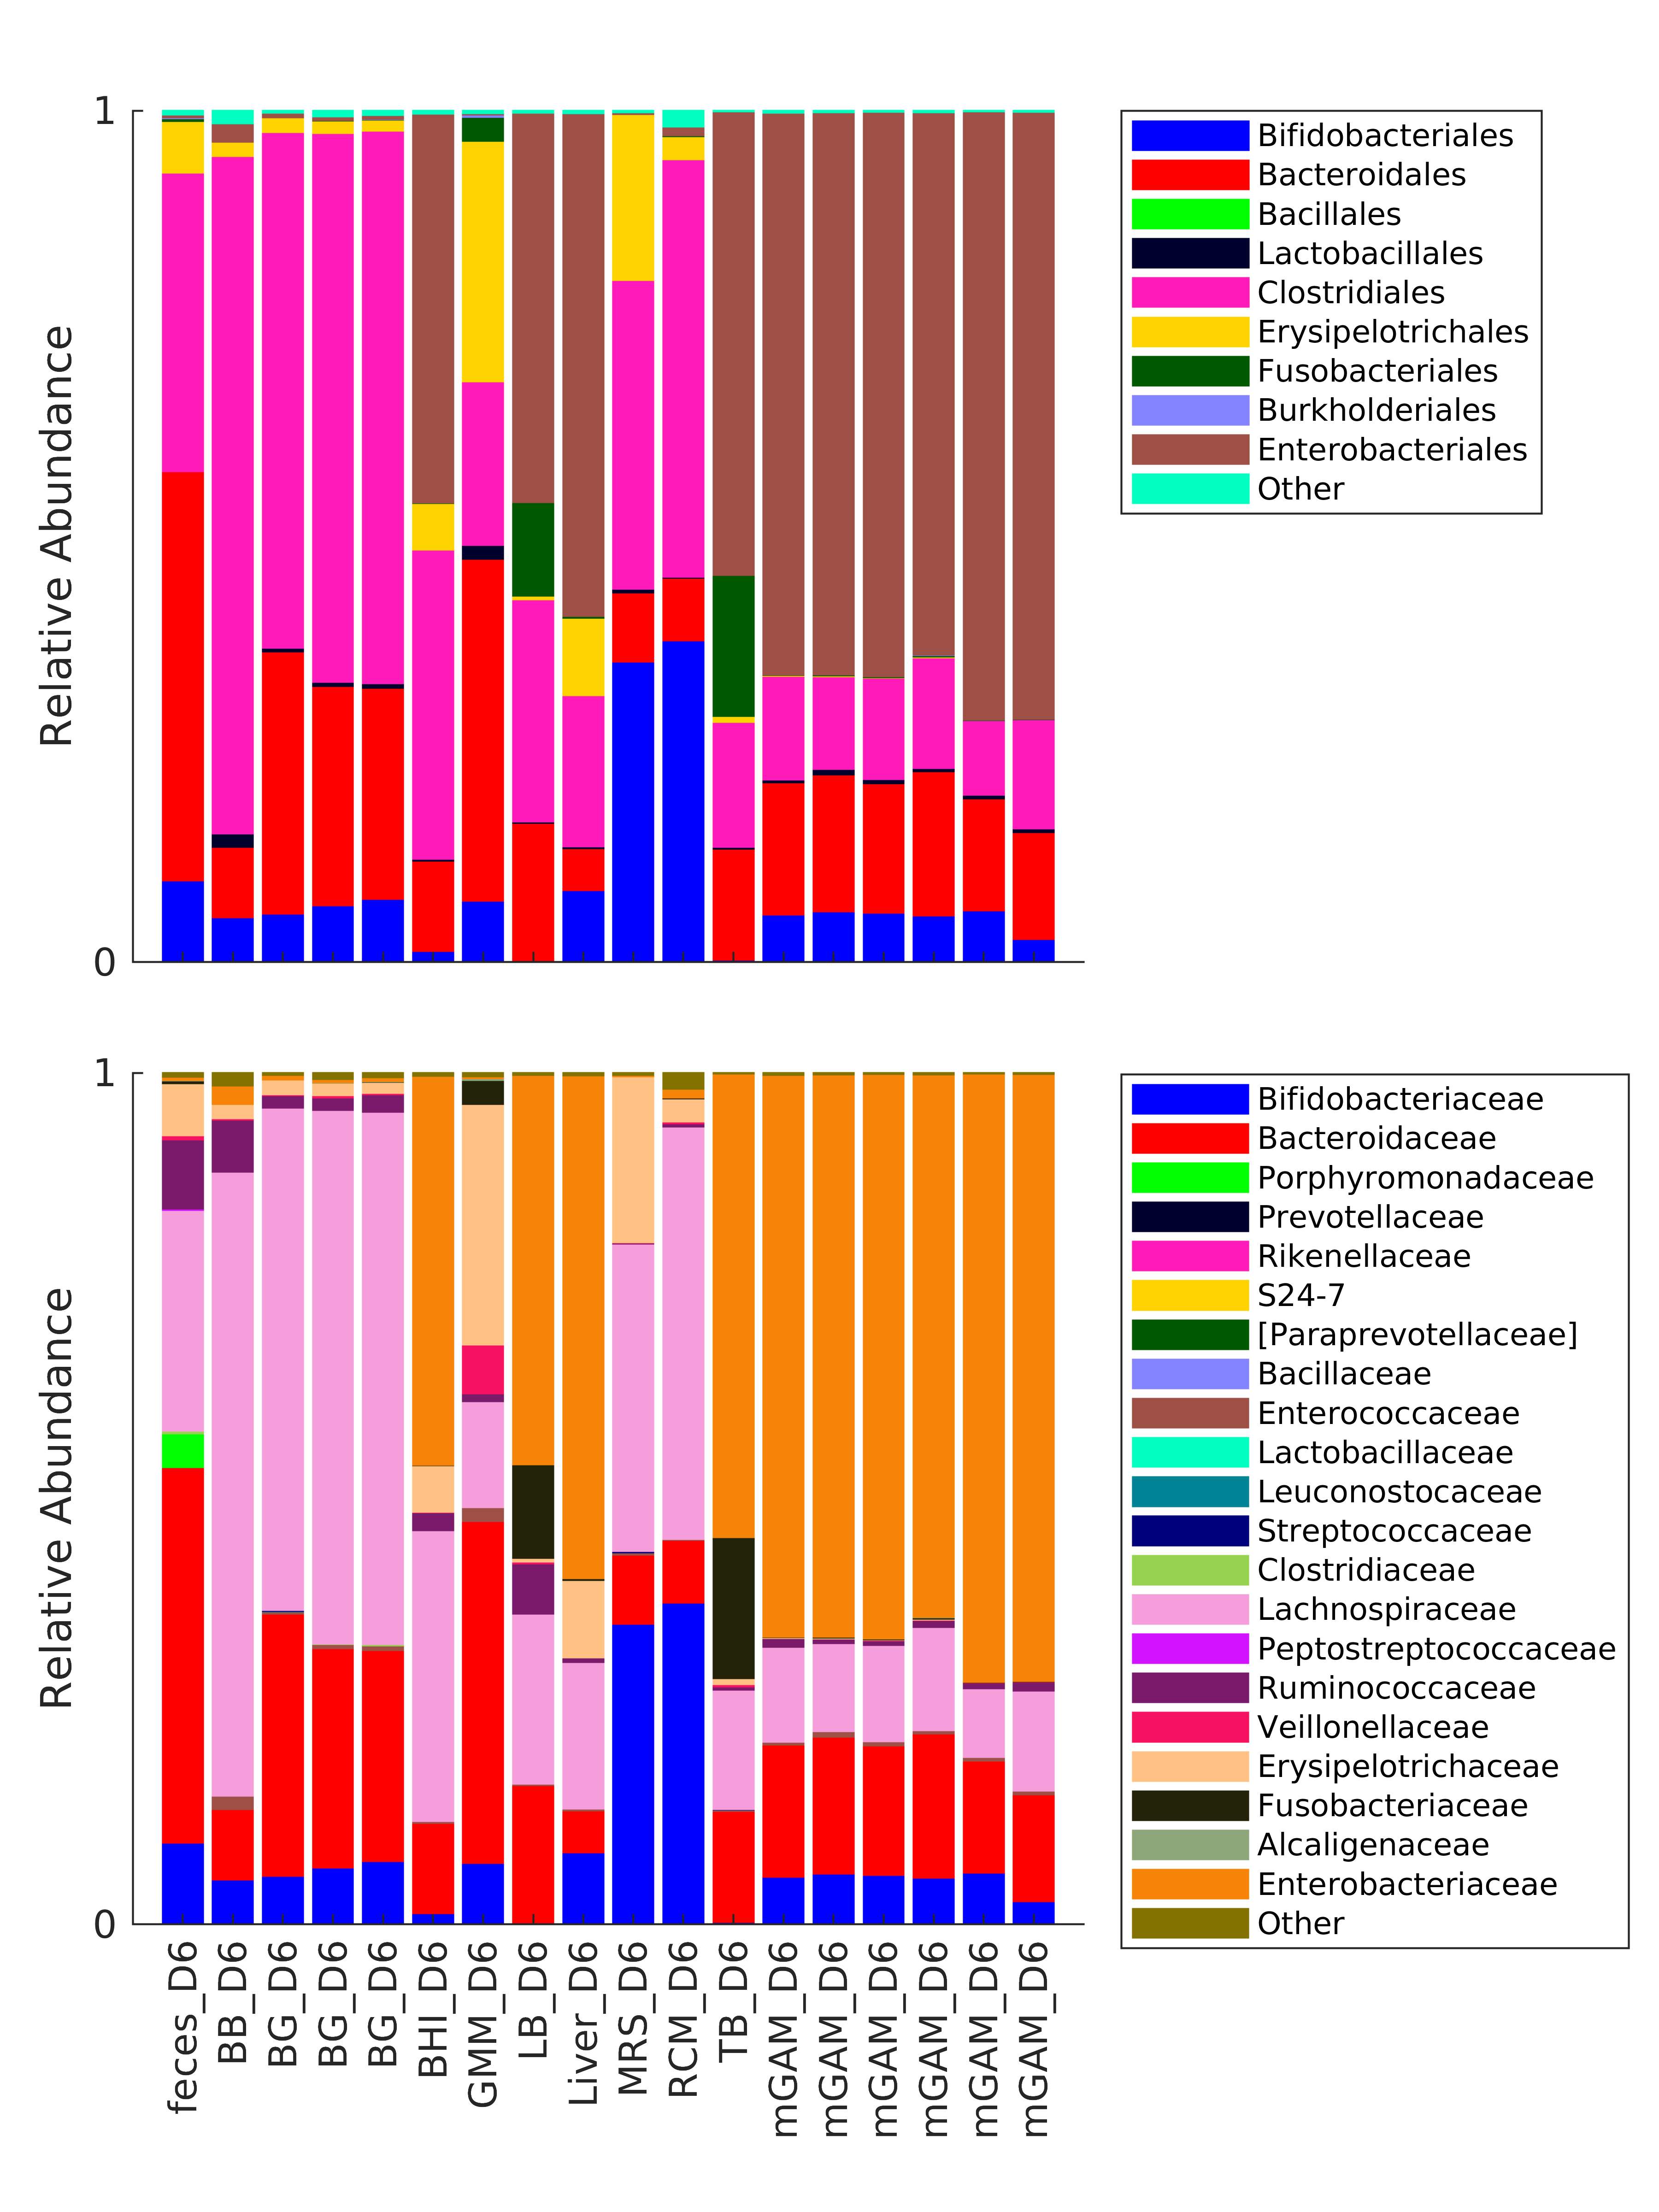 1
0
Relative Abundance
Bifidobacteriales
Bacteroidales
Bacillales
Lactobacillales
Clostridiales
Erysipelotrichales
Fusobacteriales
Burkholderiales
Enterobacteriales
Other
1
0
Relative Abundance
Bifidobacteriaceae
Bacteroidaceae
Porphyromonadaceae
Prevotellaceae
Rikenellaceae
S24-7
[Paraprevotellaceae]
Bacillaceae
Enterococcaceae
Lactobacillaceae
Leuconostocaceae
Streptococcaceae
Clostridiaceae
Lachnospiraceae
Peptostreptococcaceae
Ruminococcaceae
Veillonellaceae
Erysipelotrichaceae
Fusobacteriaceae
Alcaligenaceae
Enterobacteriaceae
Other
feces_D6
BB_D6
BG_D6
BG_D6
BG_D6
BHI_D6
GMM_D6
LB_D6
Liver_D6
MRS_D6
RCM_D6
TB_D6
mGAM_D6
mGAM_D6
mGAM_D6
mGAM_D6
mGAM_D6
mGAM_D6